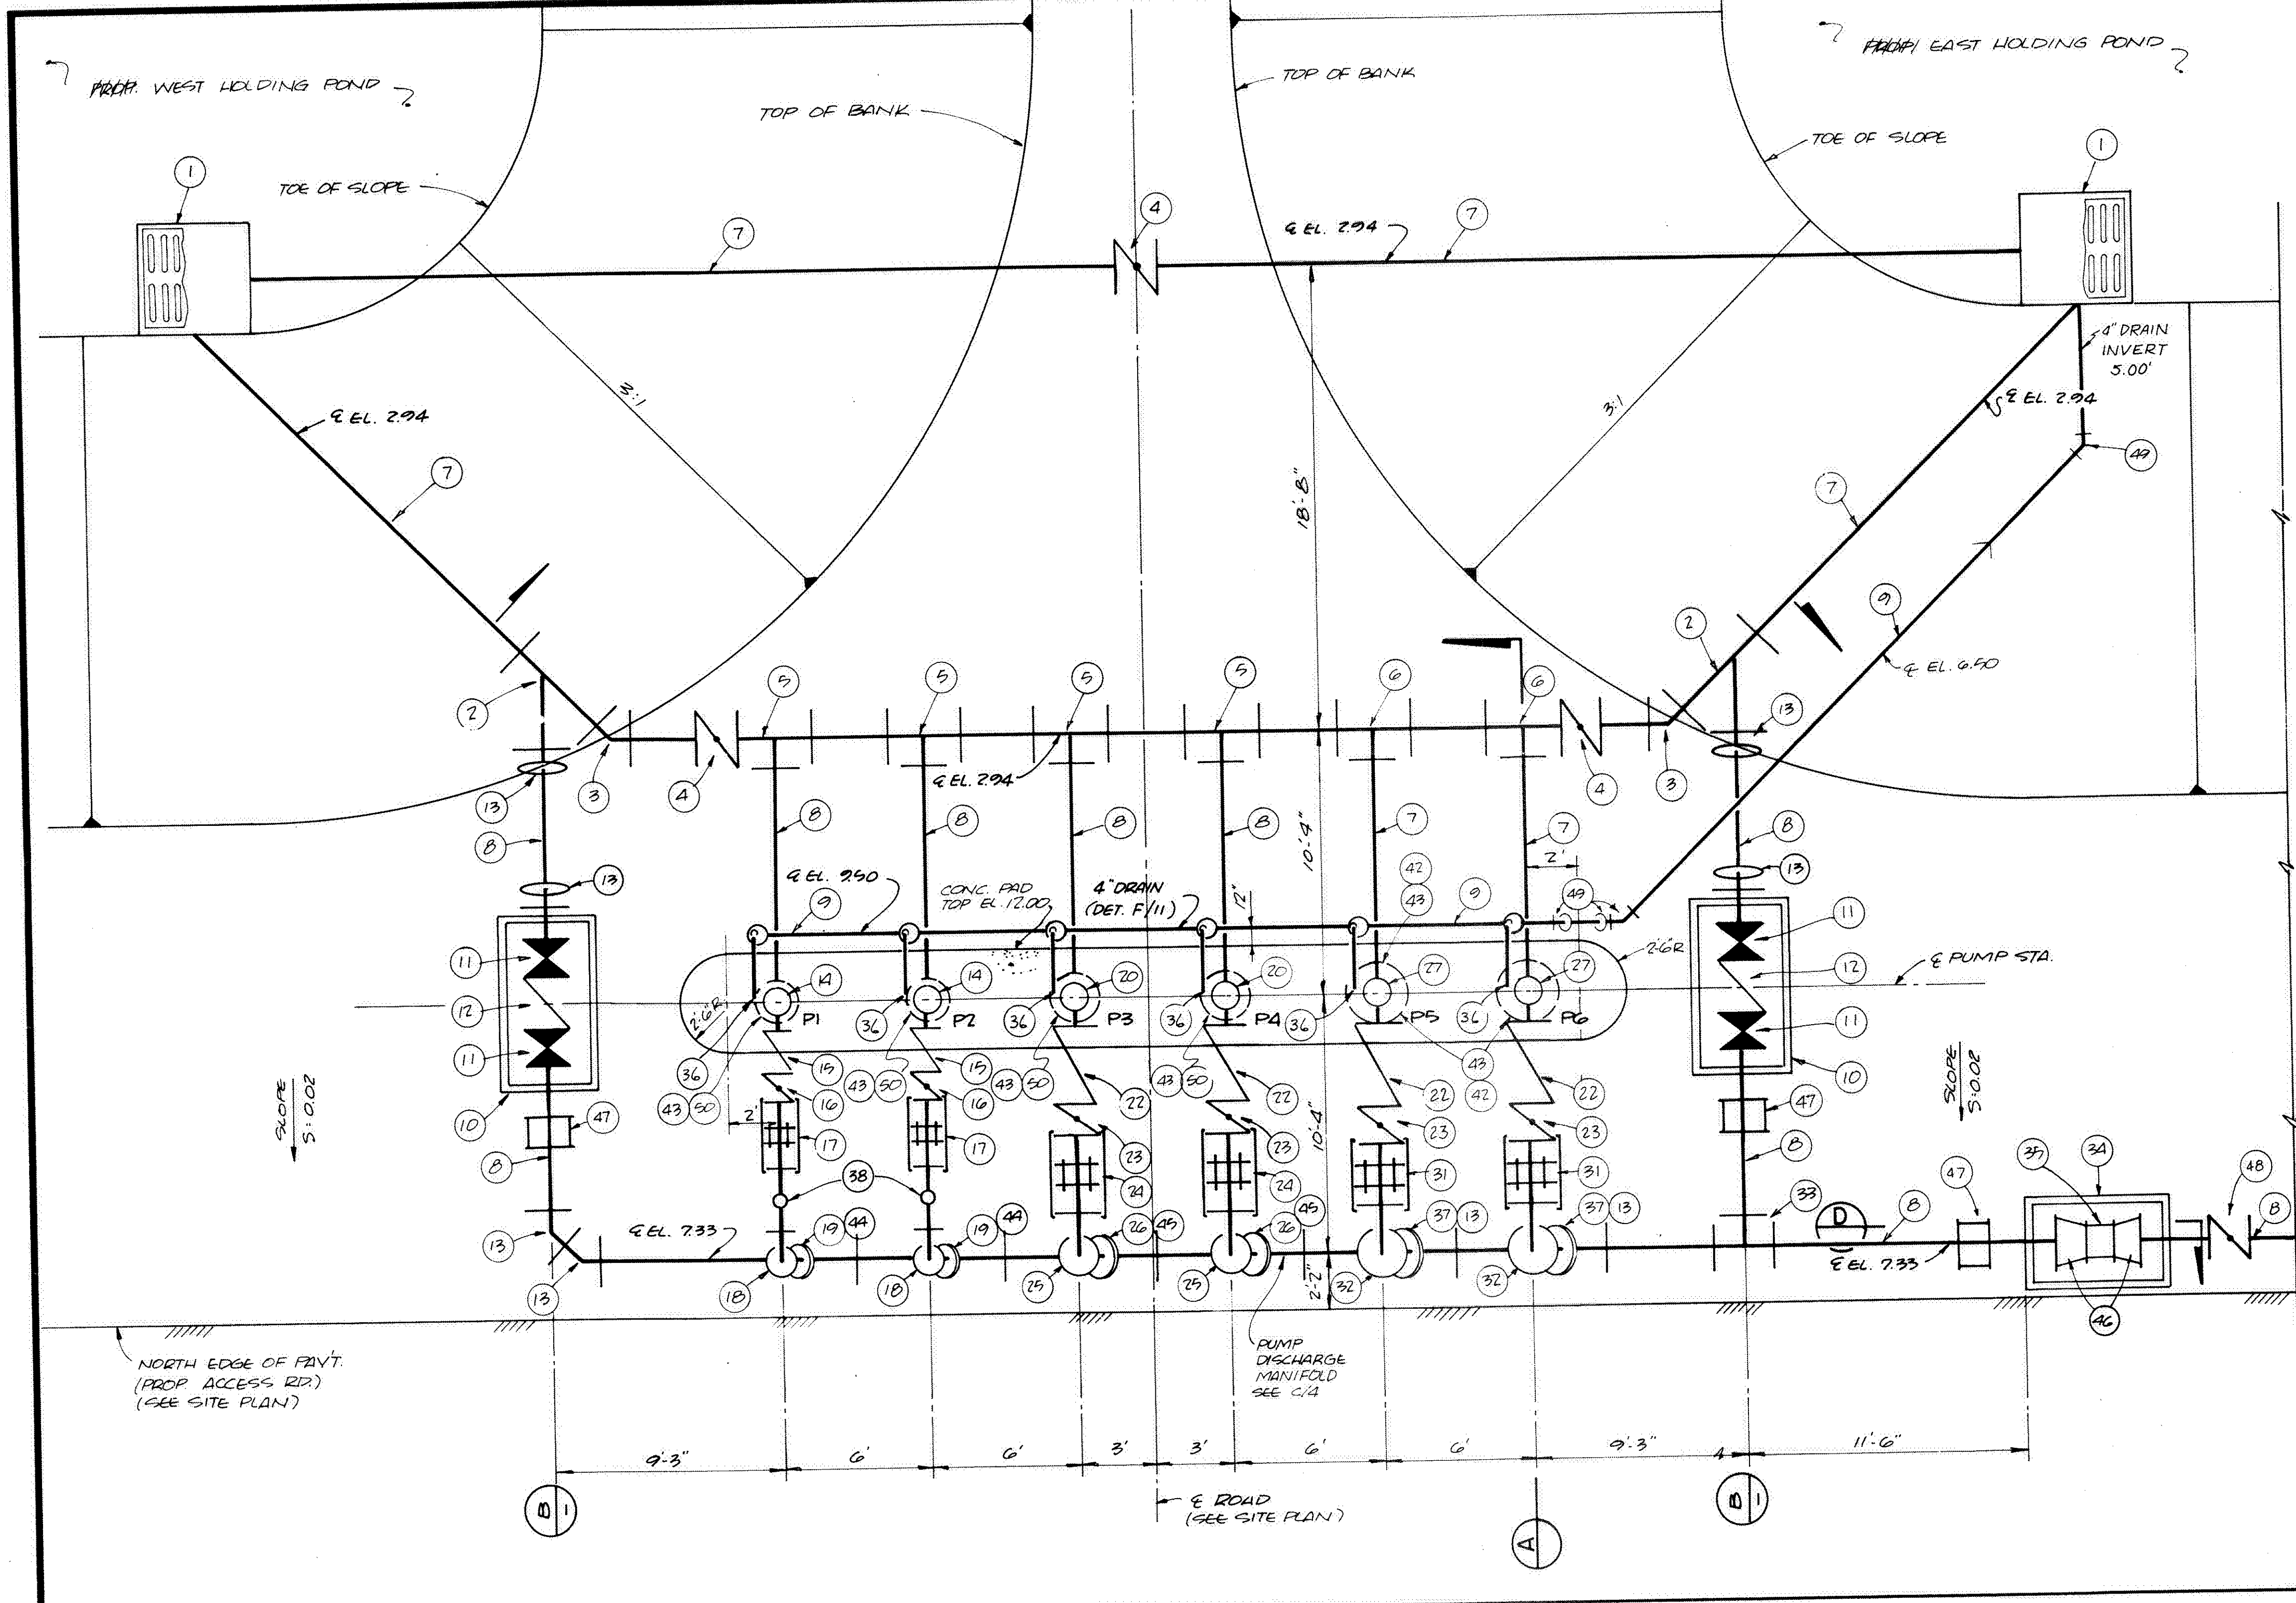 WEST HOLDING POND
EAST HOLDING POND
TOP OF BANK
TOP OF BANK
TOE OF SLOPE
TOE OF SLOPE
1
1
4
7
℄ EL. 2.94
7
4" DRAIN
INVERT
5.00'
3:1
3:1
℄ EL. 2.94
℄ EL. 2.94
7
49
18'-8"
7
9
℄ EL. 6.50
2
2
5
5
5
5
6
6
13
13
3
4
℄ EL. 2.94
4
3
8
8
8
8
8
7
7
8
10'-4"
2'
13
13
℄ EL. 9.50
CONC. PAD
TOP EL. 12.00
4" DRAIN
(DET. F/11)
12"
42
43
9
9
49
2'-6"R
℄ PUMP STA.
11
12
11
10
11
12
11
10
14
14
20
20
27
27
2'-6"R
P1
P2
P3
P4
P5
P6
36
36
36
36
36
36
43 50
43 50
43 50
43 50
43
42
15
15
22
22
22
22
16
16
23
23
23
23
2'
17
17
24
24
31
31
10'-4"
SLOPE
S: 0.02
SLOPE
S: 0.02
47
8
47
8
38
13
13
℄ EL. 7.33
19 44
19 44
26 45
26 45
37 13
37 13
33
D
8
47
35
34
48
8
℄ EL. 7.33
18
18
25
25
32
32
2'-2"
46
NORTH EDGE OF PAV'T.
(PROP. ACCESS RD.)
(SEE SITE PLAN)
PUMP
DISCHARGE
MANIFOLD
SEE C/4
9'-3"
6'
6'
3'
3'
6'
6'
9'-3"
11'-6"
B 1
℄ ROAD
(SEE SITE PLAN)
A
B 1